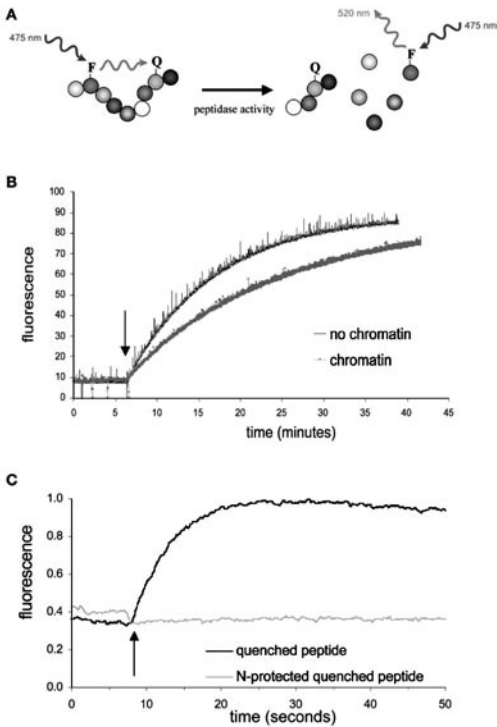 A
475 nm
F
Q
peptidase activity
Q
520 nm
F
475 nm
B
fluorescence
100
90
80
70
60
50
40
30
20
10
0
no chromatin
chromatin
0 5 10 15 20 25 30 35 40 45
time (minutes)
C
fluorescence
1.0
0.8
0.6
0.4
0.2
0
quenched peptide
N-protected quenched peptide
0 10 20 30 40 50
time (seconds)